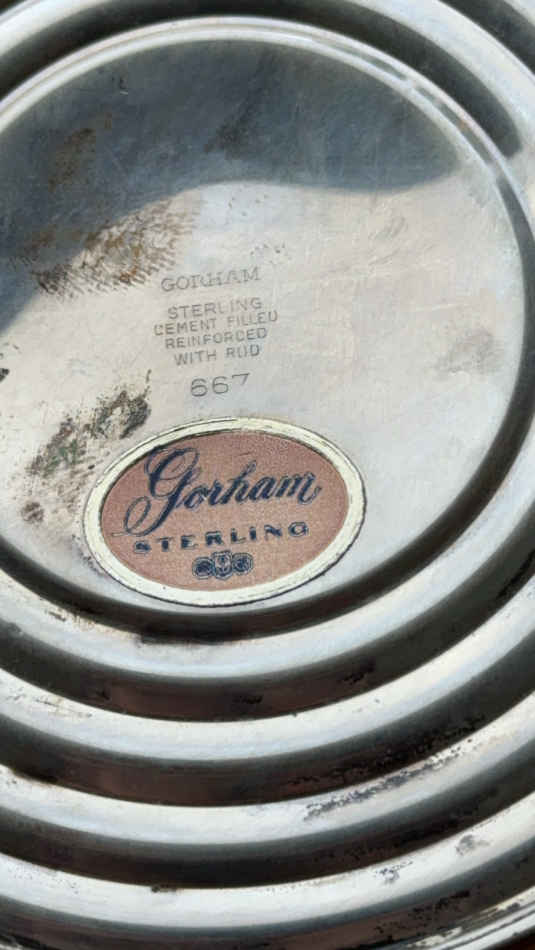 GORHAM
STERLING
CEMENT FILLED
REINFORCED
WITH ROD
667
Gorham
STERLING